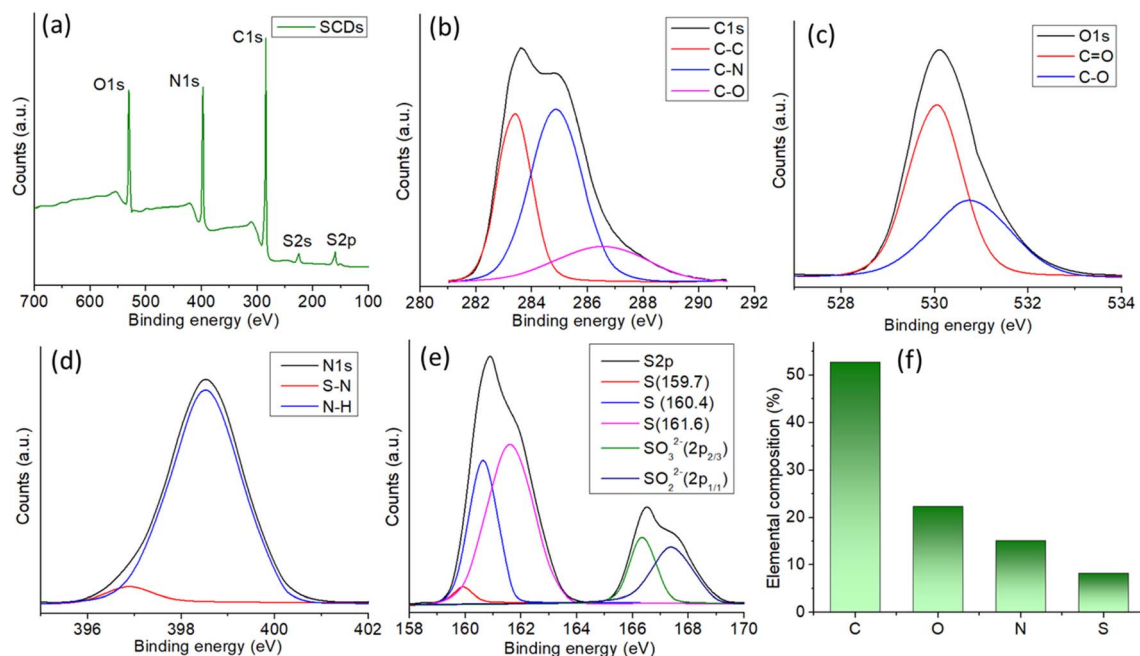 (a)
SCDs
C1s
O1s
N1s
S2s
S2p
Counts (a.u.)
700 600 500 400 300 200 100
Binding energy (eV)
(b)
C1s
C-C
C-N
C-O
Counts (a.u.)
280 282 284 286 288 290 292
Binding energy (eV)
(c)
O1s
C=O
C-O
Counts (a.u.)
528 530 532 534
Binding energy (eV)
(d)
N1s
S-N
N-H
Counts (a.u.)
396 398 400 402
Binding energy (eV)
(e)
S2p
S(159.7)
S (160.4)
S(161.6)
SO₃²⁻(2p₂/₃)
SO₂²⁻(2p₁/₁)
Counts (a.u.)
158 160 162 164 166 168 170
Binding energy (eV)
(f)
Elemental composition (%)
50
40
30
20
10
0
C O N S